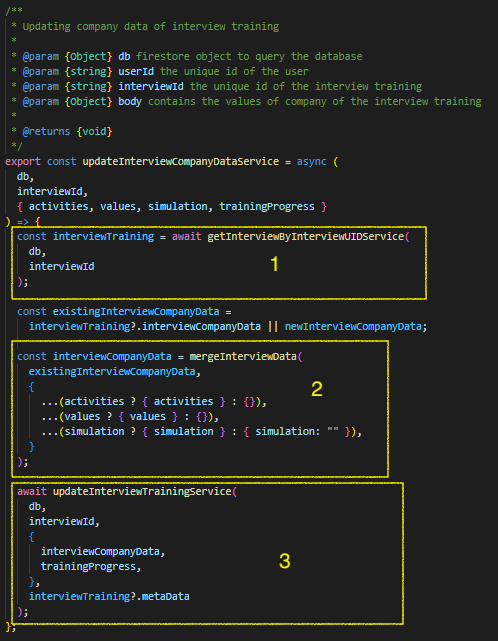 /**
 * Updating company data of interview training
 *
 * @param {Object} db firestore object to query the database
 * @param {string} userId the unique id of the user
 * @param {string} interviewId the unique id of the interview training
 * @param {Object} body contains the values of company of the interview training
 *
 * @returns {void}
 */
export const updateInterviewCompanyDataService = async (
  db,
  interviewId,
  { activities, values, simulation, trainingProgress }
) => {
  const interviewTraining = await getInterviewByInterviewUIDService(
    db,
    interviewId
  );
1
  const existingInterviewCompanyData =
    interviewTraining?.interviewCompanyData || newInterviewCompanyData;
  const interviewCompanyData = mergeInterviewData(
    existingInterviewCompanyData,
    {
      ...(activities ? { activities } : {}),
      ...(values ? { values } : {}),
      ...(simulation ? { simulation } : { simulation: "" }),
    }
  );
2
  await updateInterviewTrainingService(
    db,
    interviewId,
    {
      interviewCompanyData,
      trainingProgress,
    },
    interviewTraining?.metaData
  );
3
};